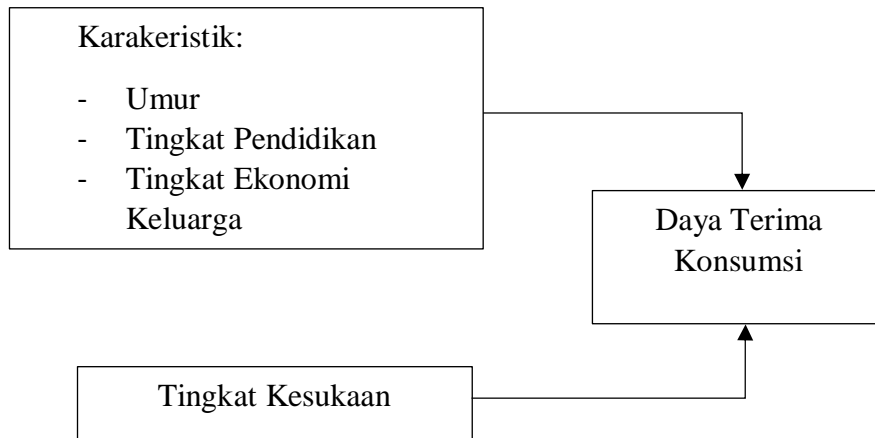 Karakeristik:
- Umur
- Tingkat Pendidikan
- Tingkat Ekonomi
Keluarga
Daya Terima
Konsumsi
Tingkat Kesukaan